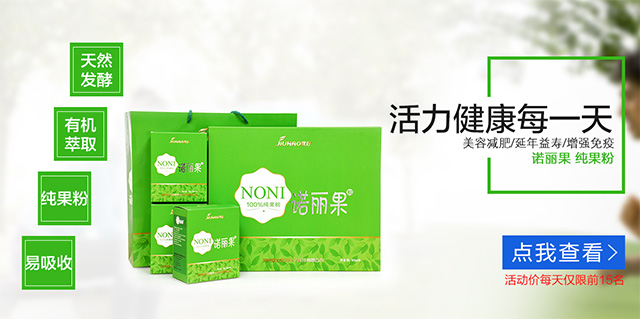 天然
发酵
有机
萃取
纯果粉
易吸收
NONI
100%纯果粉
诺丽果
NONI
NONI
诺丽果
活力健康每一天
美容减肥/延年益寿/增强免疫
诺丽果 纯果粉
点我查看
活动价每天仅限前15名